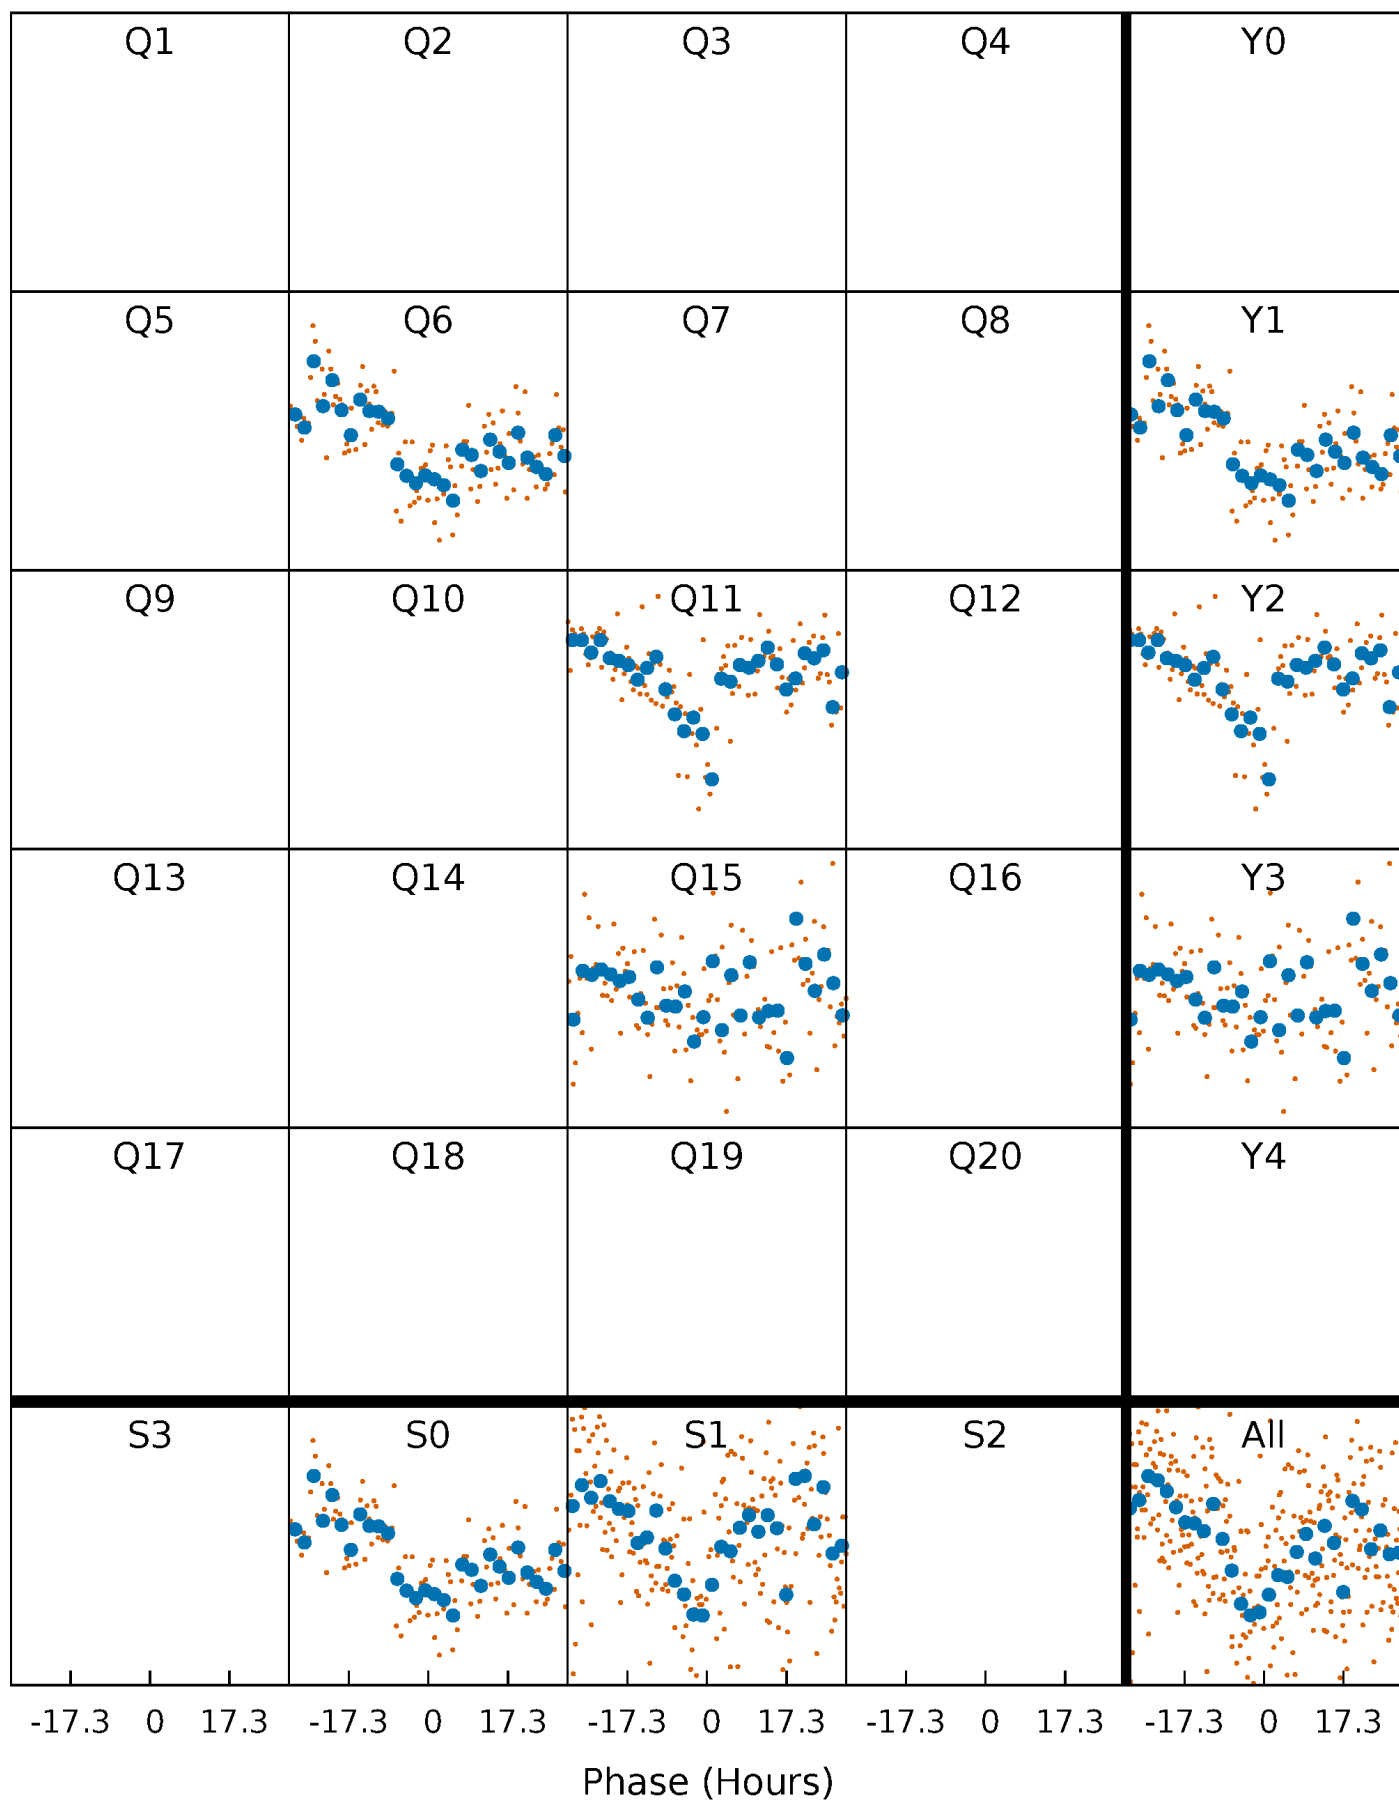 Q1 Q2 Q3 Q4 Y0
Q5 Q6 Q7 Q8 Y1
Q9 Q10 Q11 Q12 Y2
Q13 Q14 Q15 Q16 Y3
Q17 Q18 Q19 Q20 Y4
S3 S0 S1 S2 All
-17.3 0 17.3 -17.3 0 17.3 -17.3 0 17.3 -17.3 0 17.3 -17.3 0 17.3
Phase (Hours)